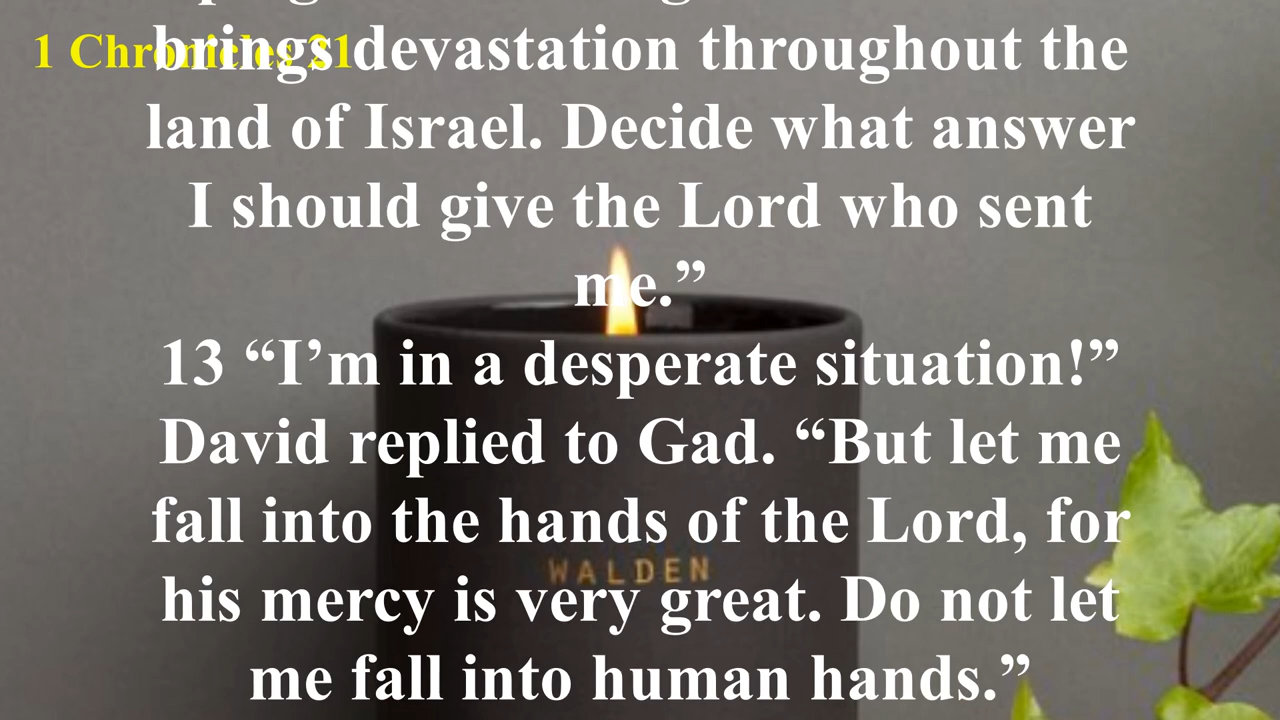 1 Chronicles 21
brings devastation throughout the
land of Israel. Decide what answer
I should give the Lord who sent
me.”
13 “I’m in a desperate situation!”
David replied to Gad. “But let me
fall into the hands of the Lord, for
WALDEN
his mercy is very great. Do not let
me fall into human hands.”